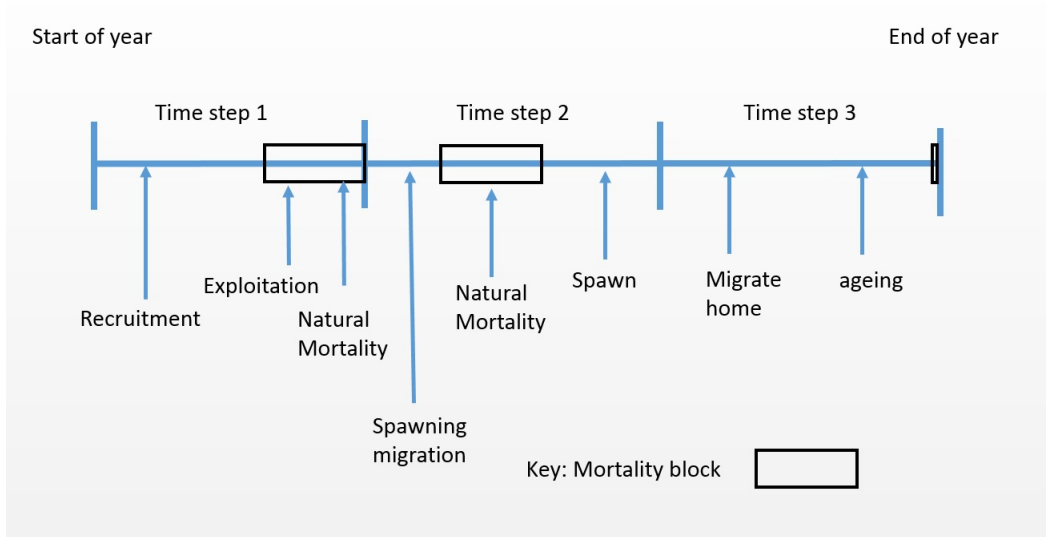 Start of year
End of year
Time step 1
Time step 2
Time step 3
Recruitment
Exploitation
Natural
Mortality
Spawning
migration
Natural
Mortality
Spawn
Migrate
home
ageing
Key: Mortality block